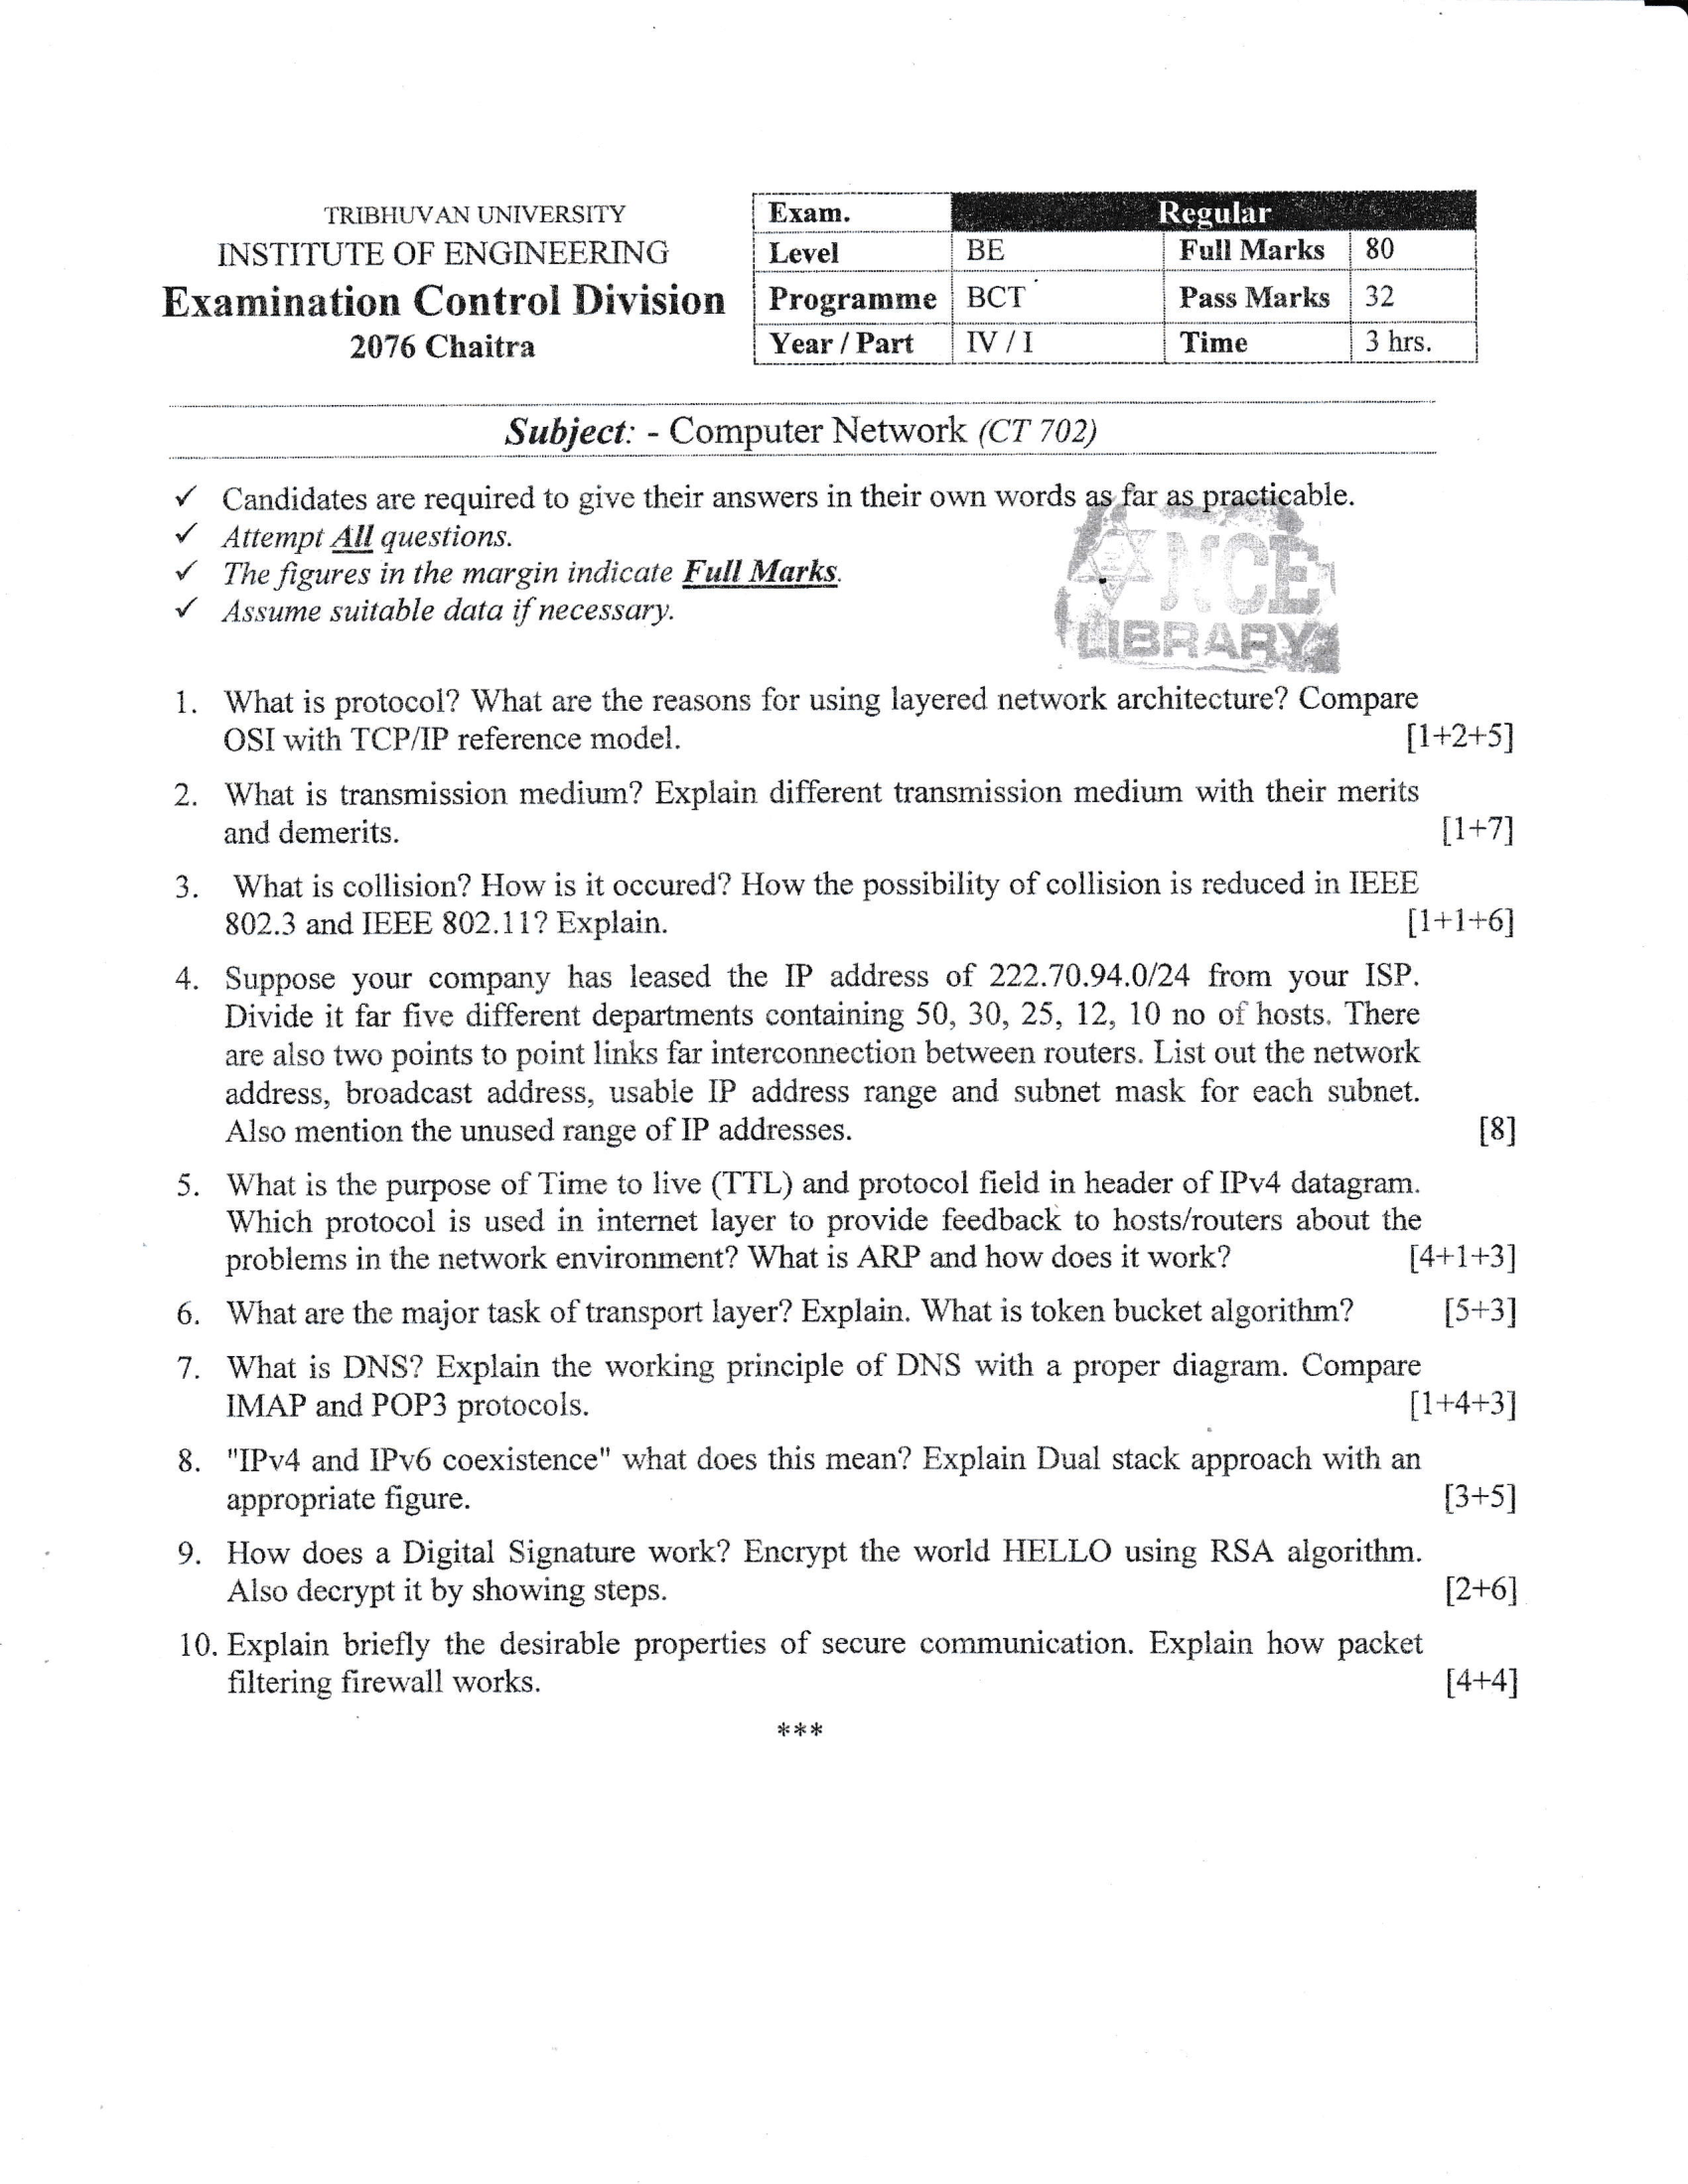 TRIBHUVAN UNIVERSITY
INSTITUTE OF ENGINEERING
Examination Control Division
2076 Chaitra
Exam. Regular
Level BE Full Marks 80
Programme BCT Pass Marks 32
Year / Part IV / I Time 3 hrs.
Subject: - Computer Network (CT 702)
✓ Candidates are required to give their answers in their own words as far as practicable.
✓ Attempt All questions.
✓ The figures in the margin indicate Full Marks.
✓ Assume suitable data if necessary.
NCE
LIBRARY
1. What is protocol? What are the reasons for using layered network architecture? Compare
OSI with TCP/IP reference model. [1+2+5]
2. What is transmission medium? Explain different transmission medium with their merits
and demerits. [1+7]
3. What is collision? How is it occured? How the possibility of collision is reduced in IEEE
802.3 and IEEE 802.11? Explain. [1+1+6]
4. Suppose your company has leased the IP address of 222.70.94.0/24 from your ISP.
Divide it far five different departments containing 50, 30, 25, 12, 10 no of hosts. There
are also two points to point links far interconnection between routers. List out the network
address, broadcast address, usable IP address range and subnet mask for each subnet.
Also mention the unused range of IP addresses. [8]
5. What is the purpose of Time to live (TTL) and protocol field in header of IPv4 datagram.
Which protocol is used in internet layer to provide feedback to hosts/routers about the
problems in the network environment? What is ARP and how does it work? [4+1+3]
6. What are the major task of transport layer? Explain. What is token bucket algorithm? [5+3]
7. What is DNS? Explain the working principle of DNS with a proper diagram. Compare
IMAP and POP3 protocols. [1+4+3]
8. "IPv4 and IPv6 coexistence" what does this mean? Explain Dual stack approach with an
appropriate figure. [3+5]
9. How does a Digital Signature work? Encrypt the world HELLO using RSA algorithm.
Also decrypt it by showing steps. [2+6]
10. Explain briefly the desirable properties of secure communication. Explain how packet
filtering firewall works. [4+4]
***